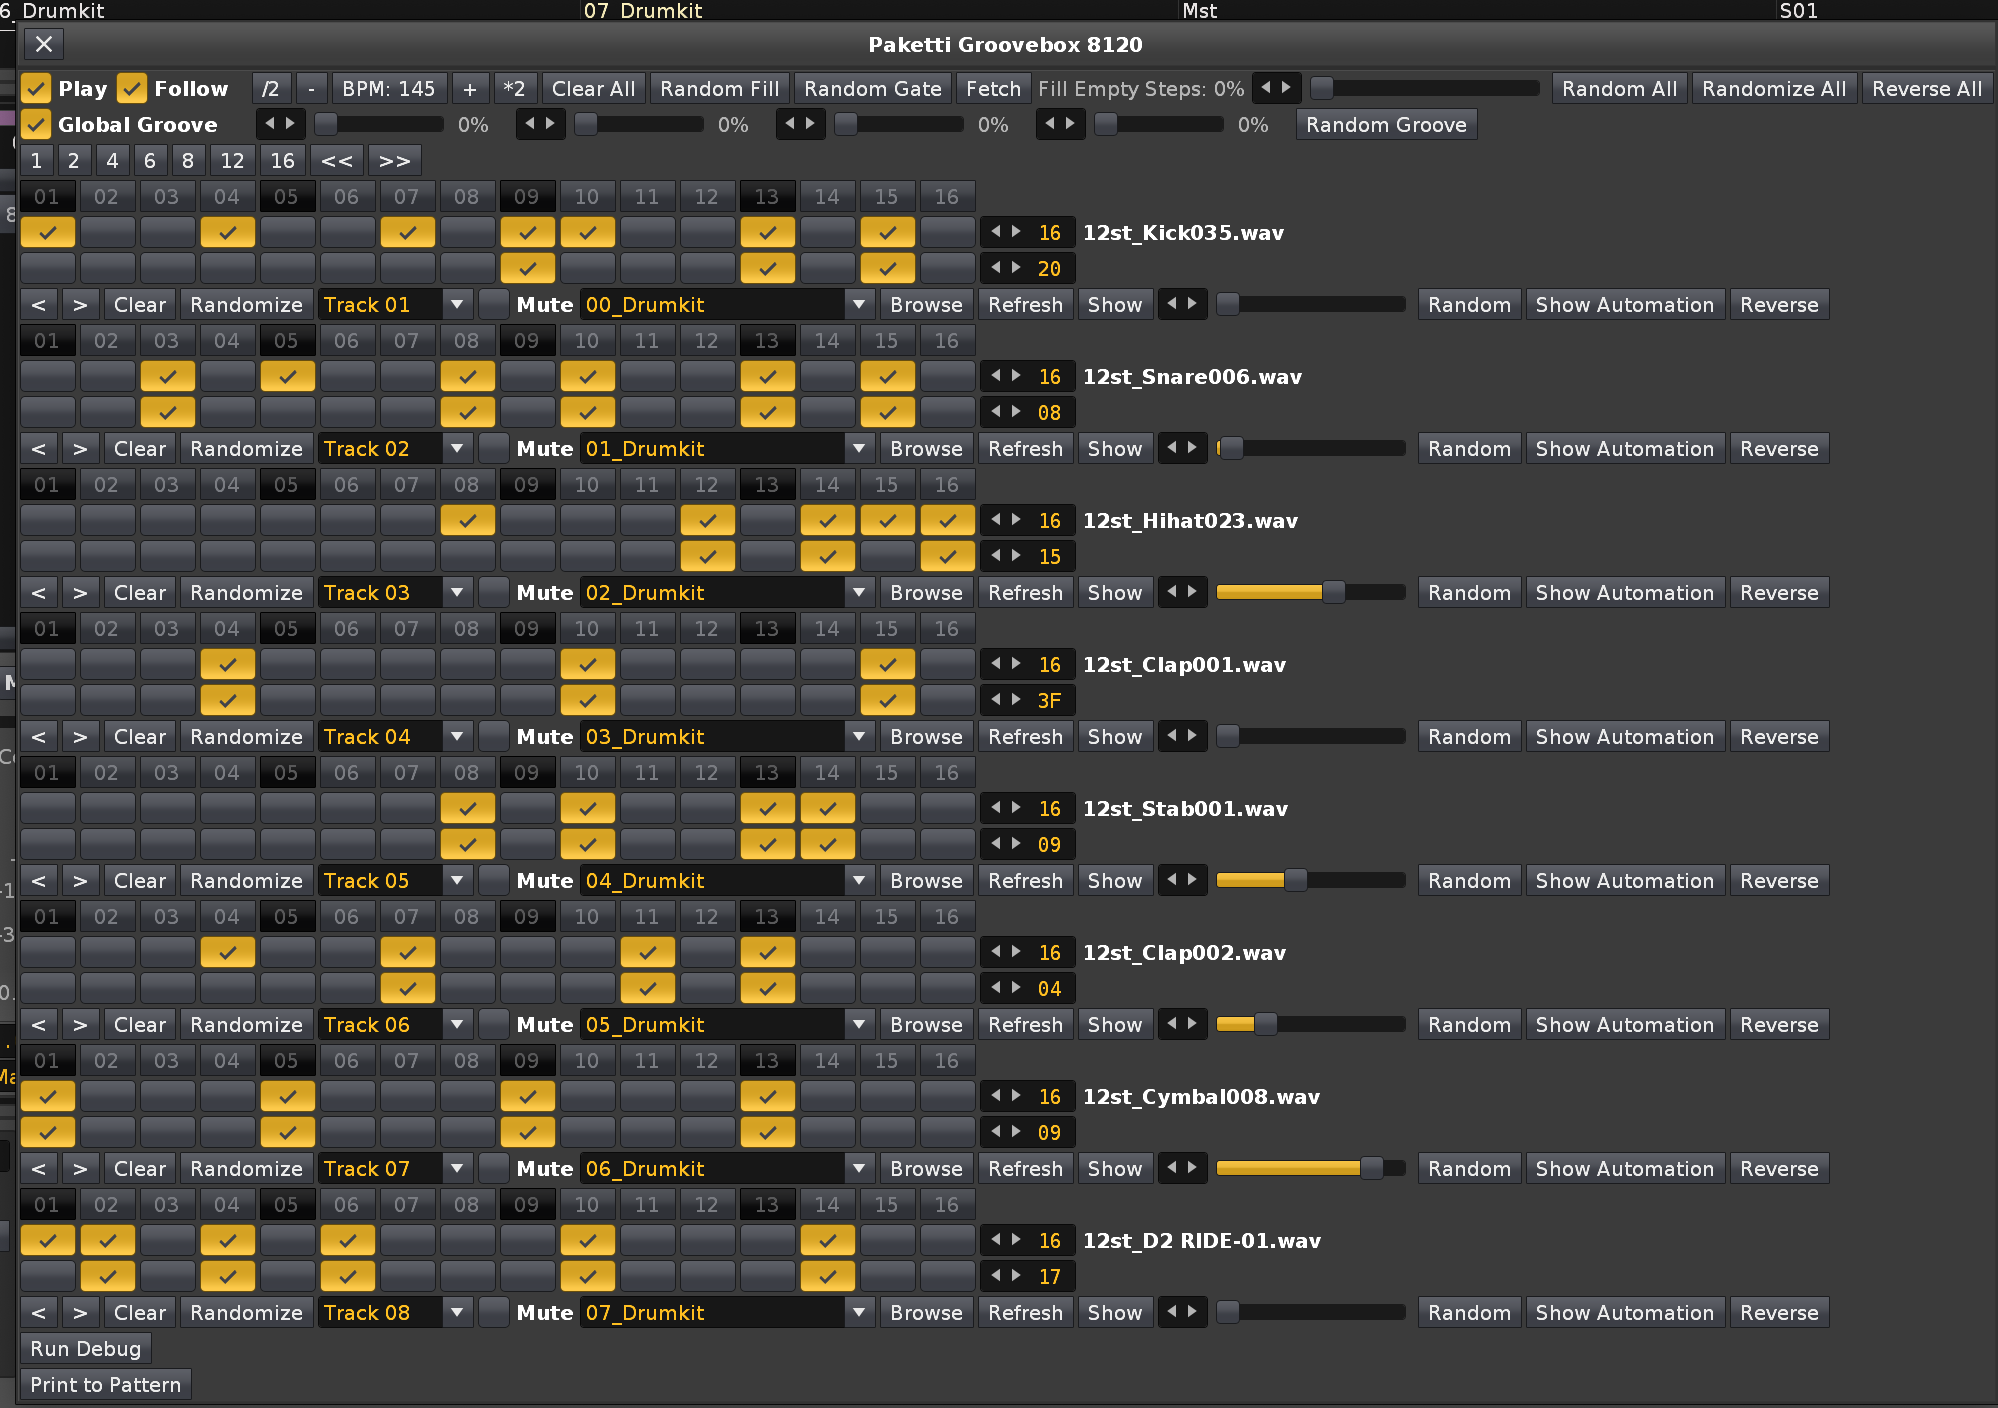 6_Drumkit 07_Drumkit Mst S01
Paketti Groovebox 8120
Play Follow /2 - BPM: 145 + *2 Clear All Random Fill Random Gate Fetch Fill Empty Steps: 0% Random All Randomize All Reverse All
Global Groove 0% 0% 0% 0% Random Groove
1 2 4 6 8 12 16 << >>
01 02 03 04 05 06 07 08 09 10 11 12 13 14 15 16
16 12st_Kick035.wav
20
< > Clear Randomize Track 01 Mute 00_Drumkit Browse Refresh Show Random Show Automation Reverse
01 02 03 04 05 06 07 08 09 10 11 12 13 14 15 16
16 12st_Snare006.wav
08
< > Clear Randomize Track 02 Mute 01_Drumkit Browse Refresh Show Random Show Automation Reverse
01 02 03 04 05 06 07 08 09 10 11 12 13 14 15 16
16 12st_Hihat023.wav
15
< > Clear Randomize Track 03 Mute 02_Drumkit Browse Refresh Show Random Show Automation Reverse
01 02 03 04 05 06 07 08 09 10 11 12 13 14 15 16
16 12st_Clap001.wav
3F
< > Clear Randomize Track 04 Mute 03_Drumkit Browse Refresh Show Random Show Automation Reverse
01 02 03 04 05 06 07 08 09 10 11 12 13 14 15 16
16 12st_Stab001.wav
09
< > Clear Randomize Track 05 Mute 04_Drumkit Browse Refresh Show Random Show Automation Reverse
01 02 03 04 05 06 07 08 09 10 11 12 13 14 15 16
16 12st_Clap002.wav
04
< > Clear Randomize Track 06 Mute 05_Drumkit Browse Refresh Show Random Show Automation Reverse
01 02 03 04 05 06 07 08 09 10 11 12 13 14 15 16
16 12st_Cymbal008.wav
09
< > Clear Randomize Track 07 Mute 06_Drumkit Browse Refresh Show Random Show Automation Reverse
01 02 03 04 05 06 07 08 09 10 11 12 13 14 15 16
16 12st_D2 RIDE-01.wav
17
< > Clear Randomize Track 08 Mute 07_Drumkit Browse Refresh Show Random Show Automation Reverse
Run Debug
Print to Pattern